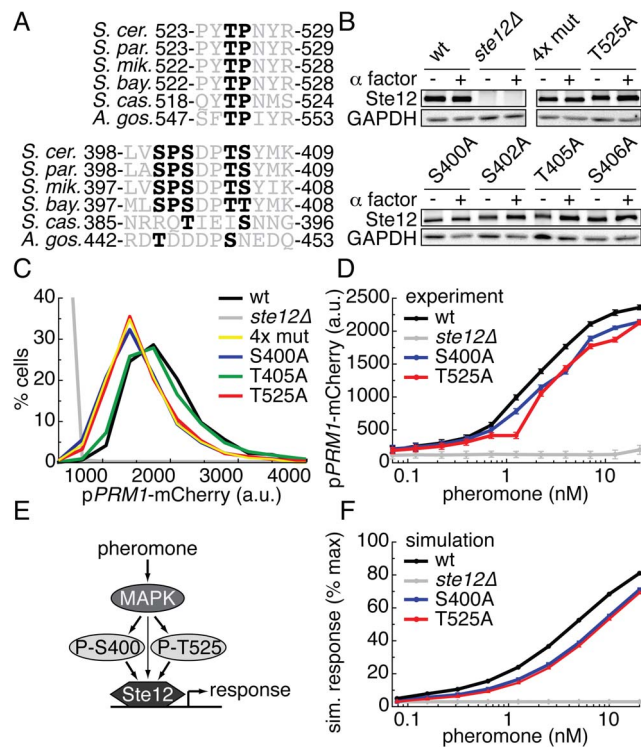 A
S. cer. 523-PYTPNYR-529
S. par. 523-PYTPNYR-529
S. mik. 522-PYTPNYR-528
S. bay. 522-PYTPNYR-528
S. cas. 518-QYTPNMS-524
A. gos. 547-SFTPIYR-553
S. cer. 398-LVSPSDPTSYMK-409
S. par. 398-LASPSDPTSYMK-409
S. mik. 397-LVSPSDPTSYIK-408
S. bay. 397-MLSPSDPTTYMK-408
S. cas. 385-NRRQTIEISNNG-396
A. gos. 442-RDTDDDPSNEDQ-453
B
wt ste12Δ 4x mut T525A
α factor - + - + - + - +
Ste12
GAPDH
S400A S402A T405A S406A
α factor - + - + - + - +
Ste12
GAPDH
C
40
30
20
10
0
% cells
wt
ste12Δ
4x mut
S400A
T405A
T525A
1000 2000 3000 4000
pPRM1-mCherry (a.u.)
D
experiment
wt
ste12Δ
S400A
T525A
2500
2000
1500
1000
500
0
pPRM1-mCherry (a.u.)
0.1 1 10
pheromone (nM)
E
pheromone
MAPK
P-S400 P-T525
Ste12 response
F
simulation
wt
ste12Δ
S400A
T525A
100
80
60
40
20
0
sim. response (% max)
0.1 1 10
pheromone (nM)